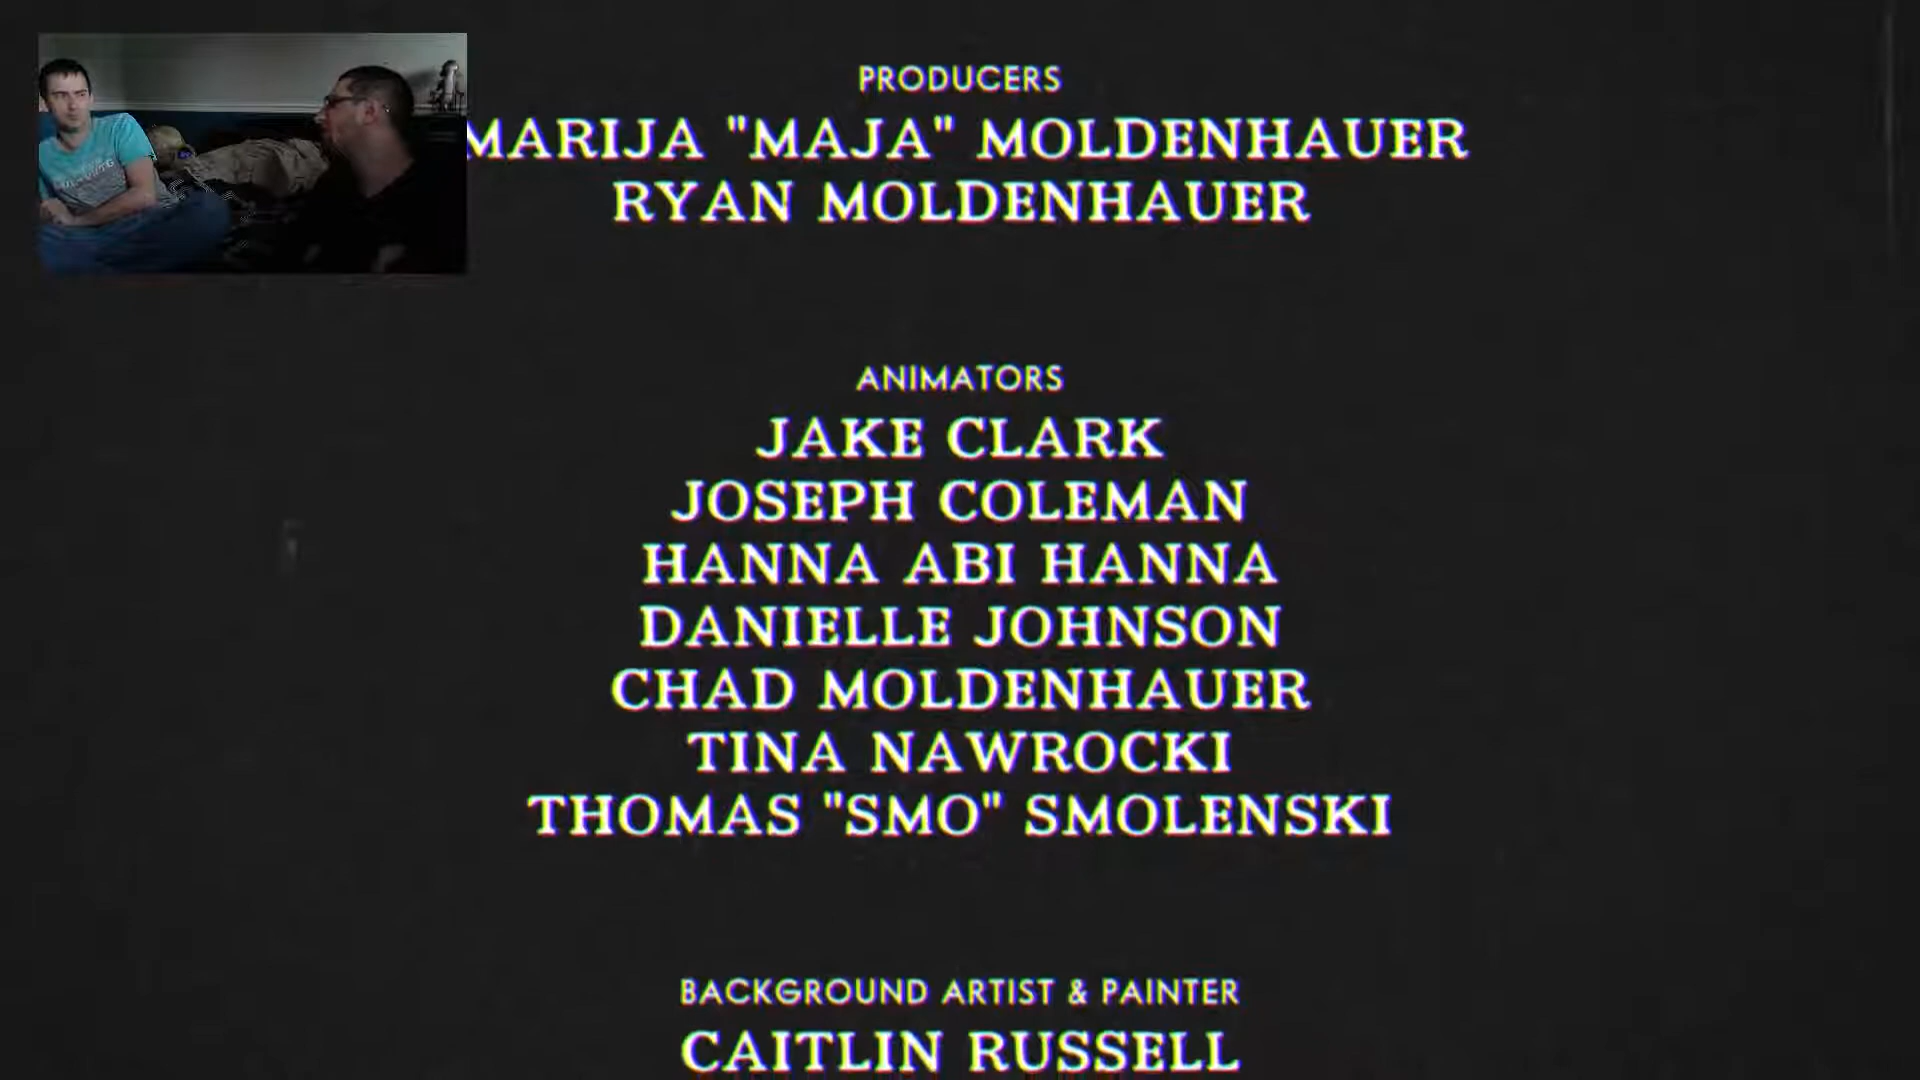 PRODUCERS
MARIJA "MAJA" MOLDENHAUER
RYAN MOLDENHAUER
ANIMATORS
JAKE CLARK
JOSEPH COLEMAN
HANNA ABI HANNA
DANIELLE JOHNSON
CHAD MOLDENHAUER
TINA NAWROCKI
THOMAS "SMO" SMOLENSKI
BACKGROUND ARTIST & PAINTER
CAITLIN RUSSELL